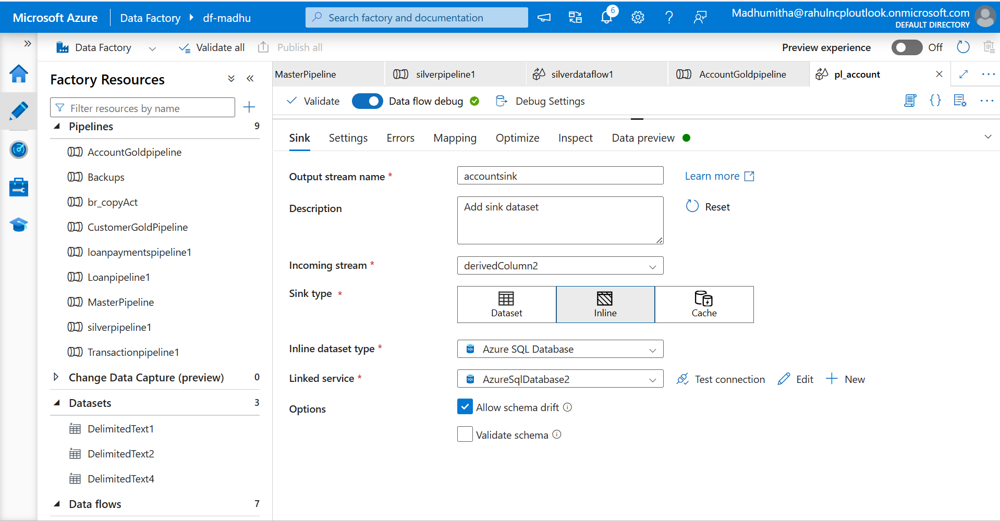 Microsoft Azure
Data Factory
df-madhu
Search factory and documentation
6
Madhumitha@rahulncploutlook.onmicrosoft.com
DEFAULT DIRECTORY
Data Factory
Validate all
Publish all
Preview experience
Off
Factory Resources
Filter resources by name
Pipelines 9
AccountGoldpipeline
Backups
br_copyAct
CustomerGoldPipeline
loanpaymentspipeline1
Loanpipeline1
MasterPipeline
silverpipeline1
Transactionpipeline1
Change Data Capture (preview) 0
Datasets 3
DelimitedText1
DelimitedText2
DelimitedText4
Data flows 7
MasterPipeline
silverpipeline1
silverdataflow1
AccountGoldpipeline
pl_account
Validate
Data flow debug
Debug Settings
Sink
Settings
Errors
Mapping
Optimize
Inspect
Data preview
Output stream name *
accountsink
Learn more
Description
Add sink dataset
Reset
Incoming stream *
derivedColumn2
Sink type *
Dataset
Inline
Cache
Inline dataset type *
SQL
Azure SQL Database
Linked service *
SQL
AzureSqlDatabase2
Test connection
Edit
New
Options
Allow schema drift
Validate schema